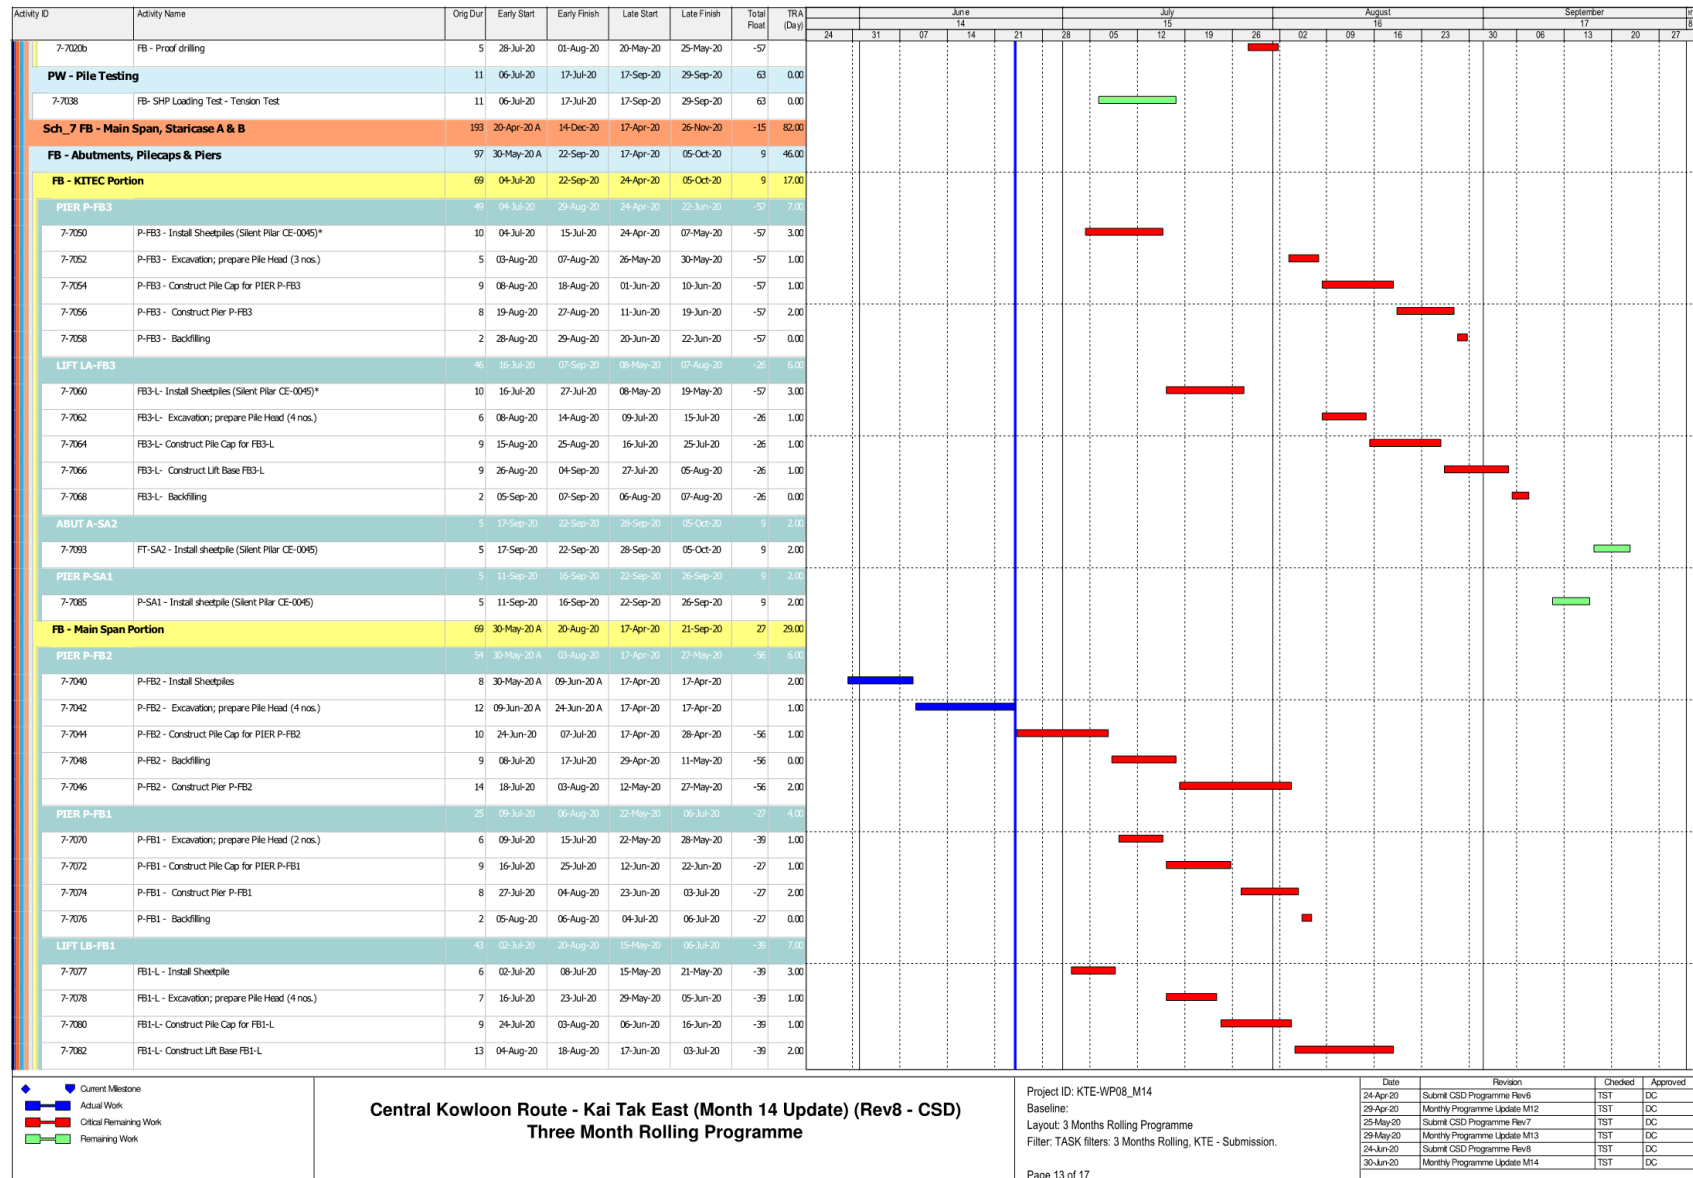 Activity ID Activity Name Orig Dur Early Start Early Finish Late Start Late Finish Total Float TRA (Day) June July August September
14 15 16 17 8
24 31 07 14 21 28 05 12 19 26 02 09 16 23 30 06 13 20 27
7-7020b FB - Proof drilling 5 28-Jul-20 01-Aug-20 20-May-20 25-May-20 -57
PW - Pile Testing 11 06-Jul-20 17-Jul-20 17-Sep-20 29-Sep-20 63 0.00
7-7038 FB- SHP Loading Test - Tension Test 11 06-Jul-20 17-Jul-20 17-Sep-20 29-Sep-20 63 0.00
Sch_7 FB - Main Span, Staricase A & B 193 20-Apr-20 A 14-Dec-20 17-Apr-20 26-Nov-20 -15 82.00
FB - Abutments, Pilecaps & Piers 97 30-May-20 A 22-Sep-20 17-Apr-20 05-Oct-20 9 46.00
FB - KITEC Portion 69 04-Jul-20 22-Sep-20 24-Apr-20 05-Oct-20 9 17.00
PIER P-FB3 49 04-Jul-20 29-Aug-20 24-Apr-20 22-Jun-20 -57 7.00
7-7050 P-FB3 - Install Sheetpiles (Silent Pilar CE-0045)* 10 04-Jul-20 15-Jul-20 24-Apr-20 07-May-20 -57 3.00
7-7052 P-FB3 - Excavation; prepare Pile Head (3 nos.) 5 03-Aug-20 07-Aug-20 26-May-20 30-May-20 -57 1.00
7-7054 P-FB3 - Construct Pile Cap for PIER P-FB3 9 08-Aug-20 18-Aug-20 01-Jun-20 10-Jun-20 -57 1.00
7-7056 P-FB3 - Construct Pier P-FB3 8 19-Aug-20 27-Aug-20 11-Jun-20 19-Jun-20 -57 2.00
7-7058 P-FB3 - Backfilling 2 28-Aug-20 29-Aug-20 20-Jun-20 22-Jun-20 -57 0.00
LIFT LA-FB3 46 16-Jul-20 07-Sep-20 08-May-20 07-Aug-20 -26 6.00
7-7060 FB3-L- Install Sheetpiles (Silent Pilar CE-0045)* 10 16-Jul-20 27-Jul-20 08-May-20 19-May-20 -57 3.00
7-7062 FB3-L- Excavation; prepare Pile Head (4 nos.) 6 08-Aug-20 14-Aug-20 09-Jul-20 15-Jul-20 -26 1.00
7-7064 FB3-L- Construct Pile Cap for FB3-L 9 15-Aug-20 25-Aug-20 16-Jul-20 25-Jul-20 -26 1.00
7-7066 FB3-L- Construct Lift Base FB3-L 9 26-Aug-20 04-Sep-20 27-Jul-20 05-Aug-20 -26 1.00
7-7068 FB3-L- Backfilling 2 05-Sep-20 07-Sep-20 06-Aug-20 07-Aug-20 -26 0.00
ABUT A-SA2 5 17-Sep-20 22-Sep-20 28-Sep-20 05-Oct-20 9 2.00
7-7093 FT-SA2 - Install sheetpile (Silent Pilar CE-0045) 5 17-Sep-20 22-Sep-20 28-Sep-20 05-Oct-20 9 2.00
PIER P-SA1 5 11-Sep-20 16-Sep-20 22-Sep-20 26-Sep-20 9 2.00
7-7085 P-SA1 - Install sheetpile (Silent Pilar CE-0045) 5 11-Sep-20 16-Sep-20 22-Sep-20 26-Sep-20 9 2.00
FB - Main Span Portion 69 30-May-20 A 20-Aug-20 17-Apr-20 21-Sep-20 27 29.00
PIER P-FB2 54 30-May-20 A 03-Aug-20 17-Apr-20 27-May-20 -56 6.00
7-7040 P-FB2 - Install Sheetpiles 8 30-May-20 A 09-Jun-20 A 17-Apr-20 17-Apr-20 2.00
7-7042 P-FB2 - Excavation; prepare Pile Head (4 nos.) 12 09-Jun-20 A 24-Jun-20 A 17-Apr-20 17-Apr-20 1.00
7-7044 P-FB2 - Construct Pile Cap for PIER P-FB2 10 24-Jun-20 07-Jul-20 17-Apr-20 28-Apr-20 -56 1.00
7-7048 P-FB2 - Backfilling 9 08-Jul-20 17-Jul-20 29-Apr-20 11-May-20 -56 0.00
7-7046 P-FB2 - Construct Pier P-FB2 14 18-Jul-20 03-Aug-20 12-May-20 27-May-20 -56 2.00
PIER P-FB1 25 09-Jul-20 06-Aug-20 22-May-20 06-Jul-20 -27 4.00
7-7070 P-FB1 - Excavation; prepare Pile Head (2 nos.) 6 09-Jul-20 15-Jul-20 22-May-20 28-May-20 -39 1.00
7-7072 P-FB1 - Construct Pile Cap for PIER P-FB1 9 16-Jul-20 25-Jul-20 12-Jun-20 22-Jun-20 -27 1.00
7-7074 P-FB1 - Construct Pier P-FB1 8 27-Jul-20 04-Aug-20 23-Jun-20 03-Jul-20 -27 2.00
7-7076 P-FB1 - Backfilling 2 05-Aug-20 06-Aug-20 04-Jul-20 06-Jul-20 -27 0.00
LIFT LB-FB1 43 02-Jul-20 20-Aug-20 15-May-20 06-Jul-20 -39 7.00
7-7077 FB1-L - Install Sheetpile 6 02-Jul-20 08-Jul-20 15-May-20 21-May-20 -39 3.00
7-7078 FB1-L - Excavation; prepare Pile Head (4 nos.) 7 16-Jul-20 23-Jul-20 29-May-20 05-Jun-20 -39 1.00
7-7080 FB1-L- Construct Pile Cap for FB1-L 9 24-Jul-20 03-Aug-20 06-Jun-20 16-Jun-20 -39 1.00
7-7082 FB1-L- Construct Lift Base FB1-L 13 04-Aug-20 18-Aug-20 17-Jun-20 03-Jul-20 -39 2.00
Current Milestone
Actual Work
Critical Remaining Work
Remaining Work
Central Kowloon Route - Kai Tak East (Month 14 Update) (Rev8 - CSD)
Three Month Rolling Programme
Project ID: KTE-WP08_M14
Baseline:
Layout: 3 Months Rolling Programme
Filter: TASK filters: 3 Months Rolling, KTE - Submission.
Page 13 of 17
Date Revision Checked Approved
24-Apr-20 Submit CSD Programme Rev6 TST DC
29-Apr-20 Monthly Programme Update M12 TST DC
25-May-20 Submit CSD Programme Rev7 TST DC
29-May-20 Monthly Programme Update M13 TST DC
24-Jun-20 Submit CSD Programme Rev8 TST DC
30-Jun-20 Monthly Programme Update M14 TST DC